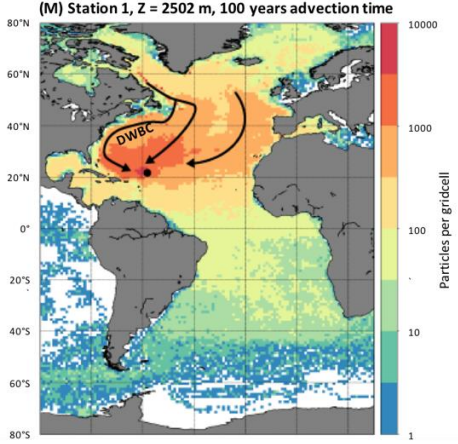 (M) Station 1, Z = 2502 m, 100 years advection time
80°N
60°N
40°N
20°N
0°
20°S
40°S
60°S
80°S
DWBC
10000
1000
100
10
1
Particles per gridcell